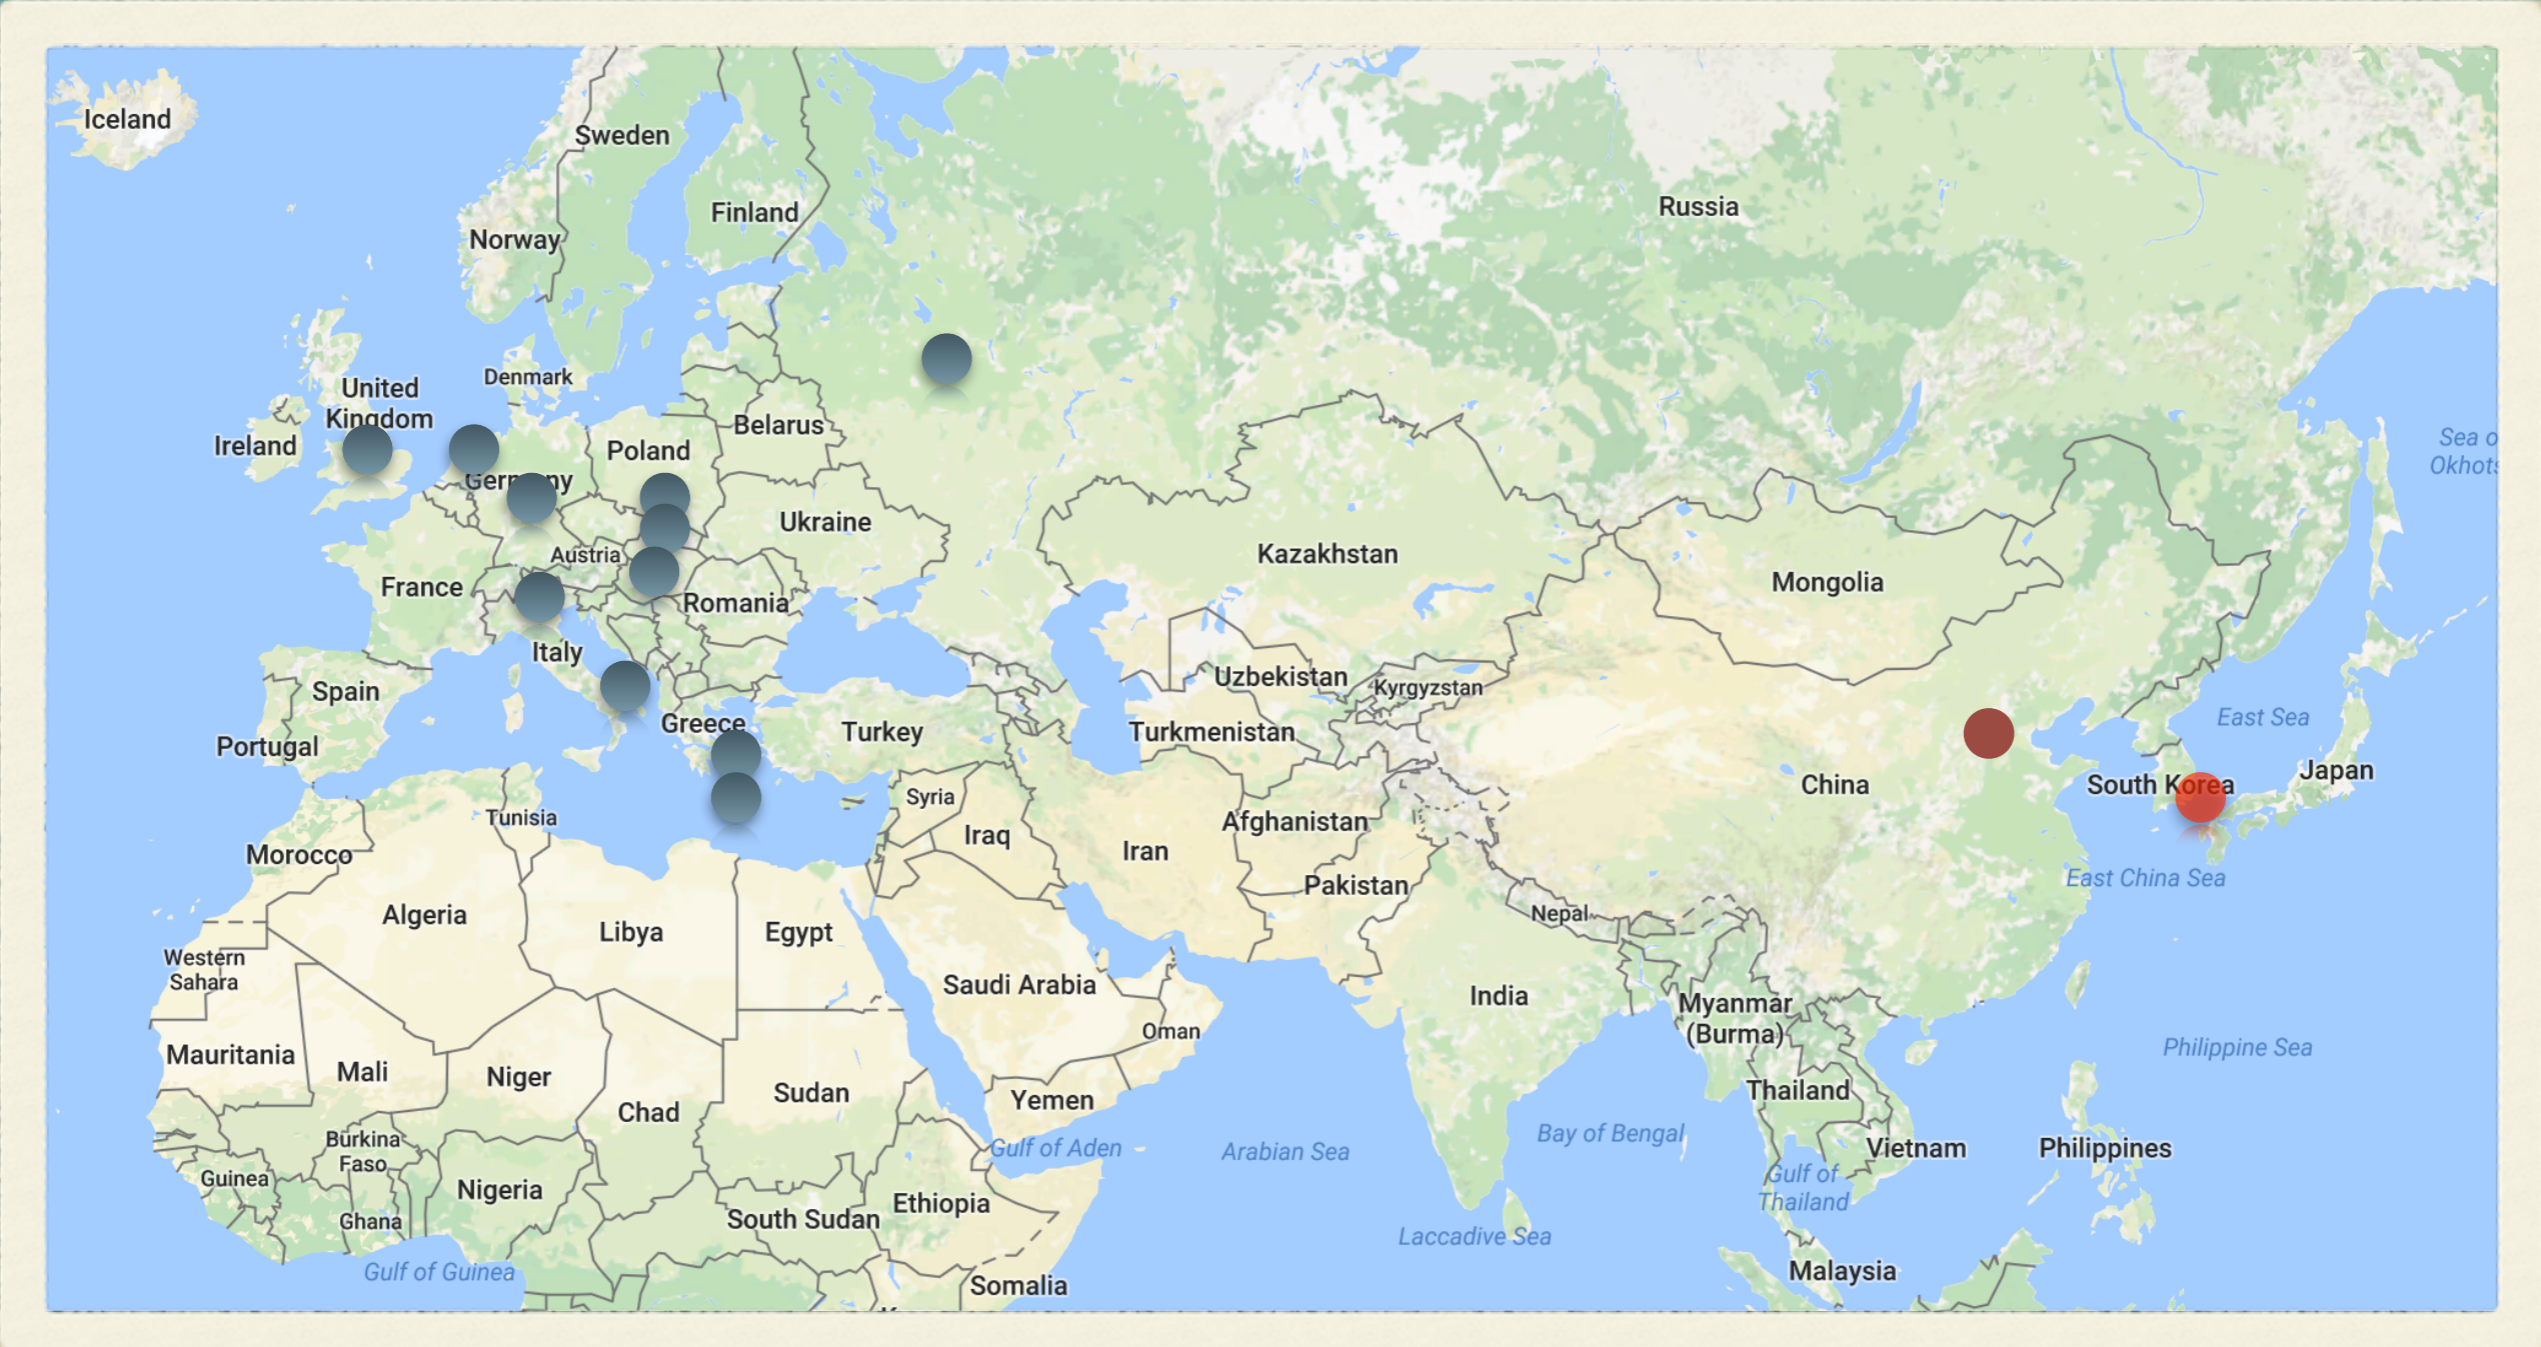 Iceland
Sweden
Finland
Norway
Russia
Denmark
United
Kingdom
Ireland
Belarus
Poland
Germany
Ukraine
Austria
France
Romania
Kazakhstan
Mongolia
Sea o
Okhots
Italy
Spain
Portugal
Greece
Turkey
Uzbekistan
Kyrgyzstan
Turkmenistan
East Sea
Japan
China
South Korea
Syria
Tunisia
Iraq
Iran
Afghanistan
Pakistan
Morocco
East China Sea
Nepal
Algeria
Libya
Egypt
Western
Sahara
Saudi Arabia
Oman
India
Myanmar
(Burma)
Philippine Sea
Mauritania
Mali
Niger
Chad
Sudan
Yemen
Thailand
Burkina
Faso
Gulf of Aden
Arabian Sea
Bay of Bengal
Vietnam
Philippines
Guinea
Nigeria
Ethiopia
Gulf of
Thailand
Ghana
South Sudan
Laccadive Sea
Gulf of Guinea
Somalia
Malaysia